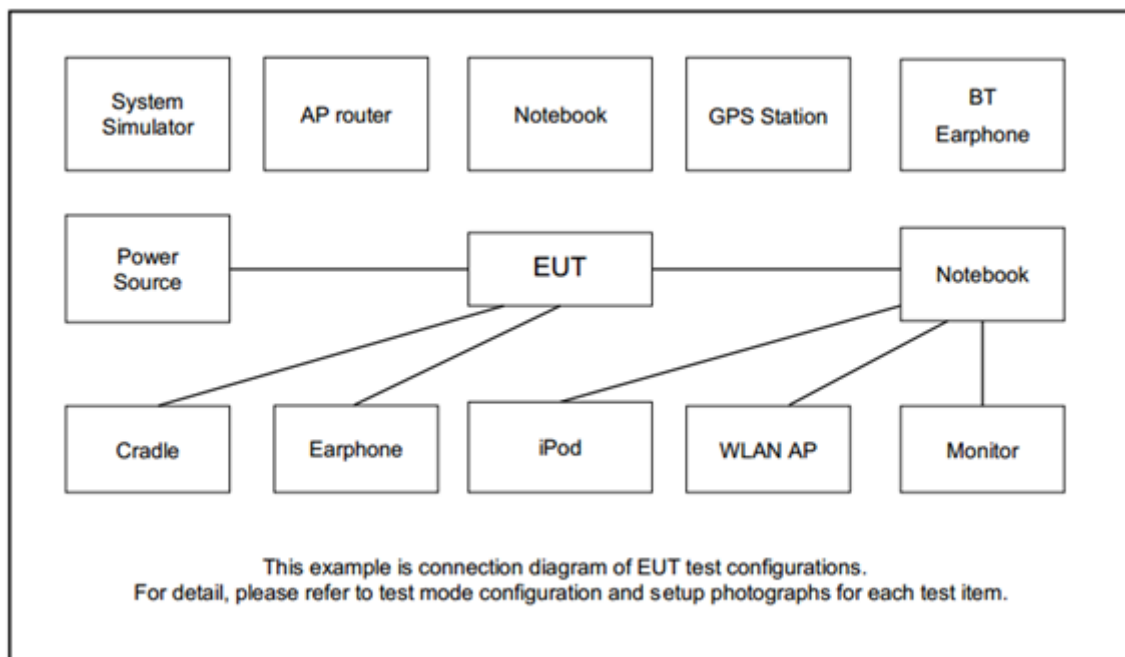 System
Simulator
AP router
Notebook
GPS Station
BT
Earphone
Power
Source
EUT
Notebook
Cradle
Earphone
iPod
WLAN AP
Monitor
This example is connection diagram of EUT test configurations.
For detail, please refer to test mode configuration and setup photographs for each test item.